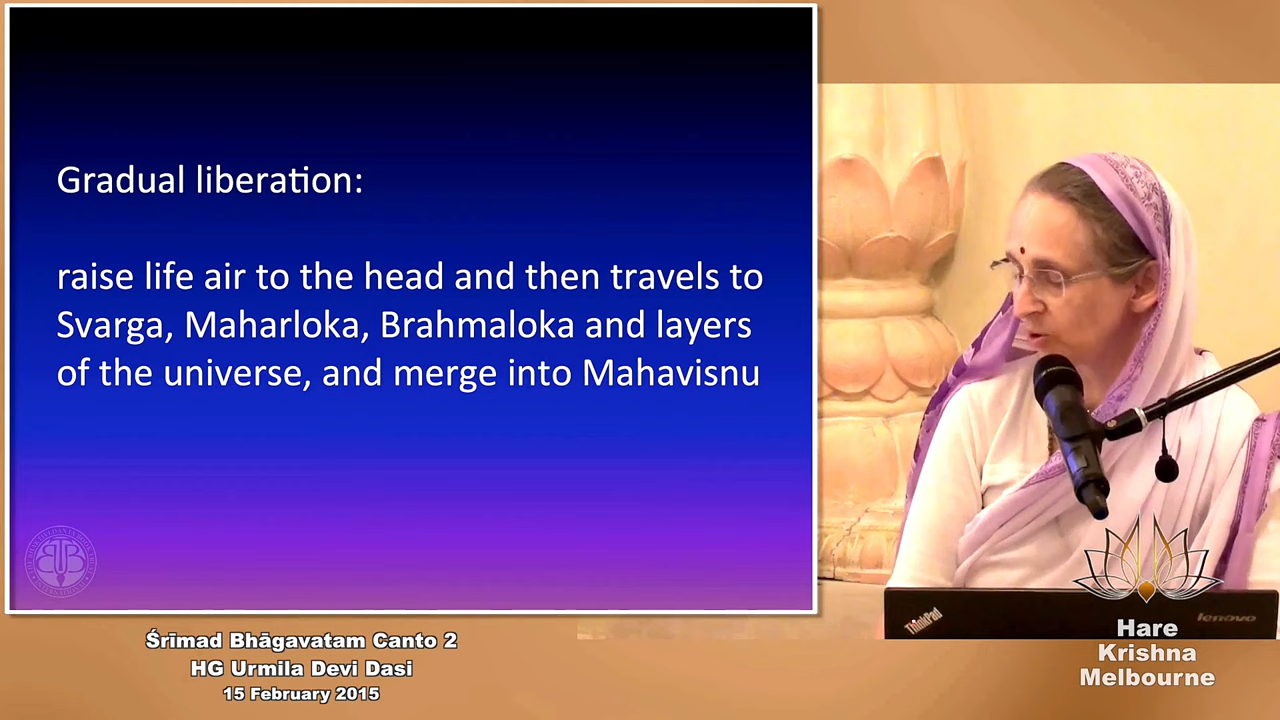 Gradual liberation:
raise life air to the head and then travels to
Svarga, Maharloka, Brahmaloka and layers
of the universe, and merge into Mahavisnu
Śrīmad Bhāgavatam Canto 2
HG Urmila Devi Dasi
15 February 2015
ThinkPad
lenovo
Hare
Krishna
Melbourne